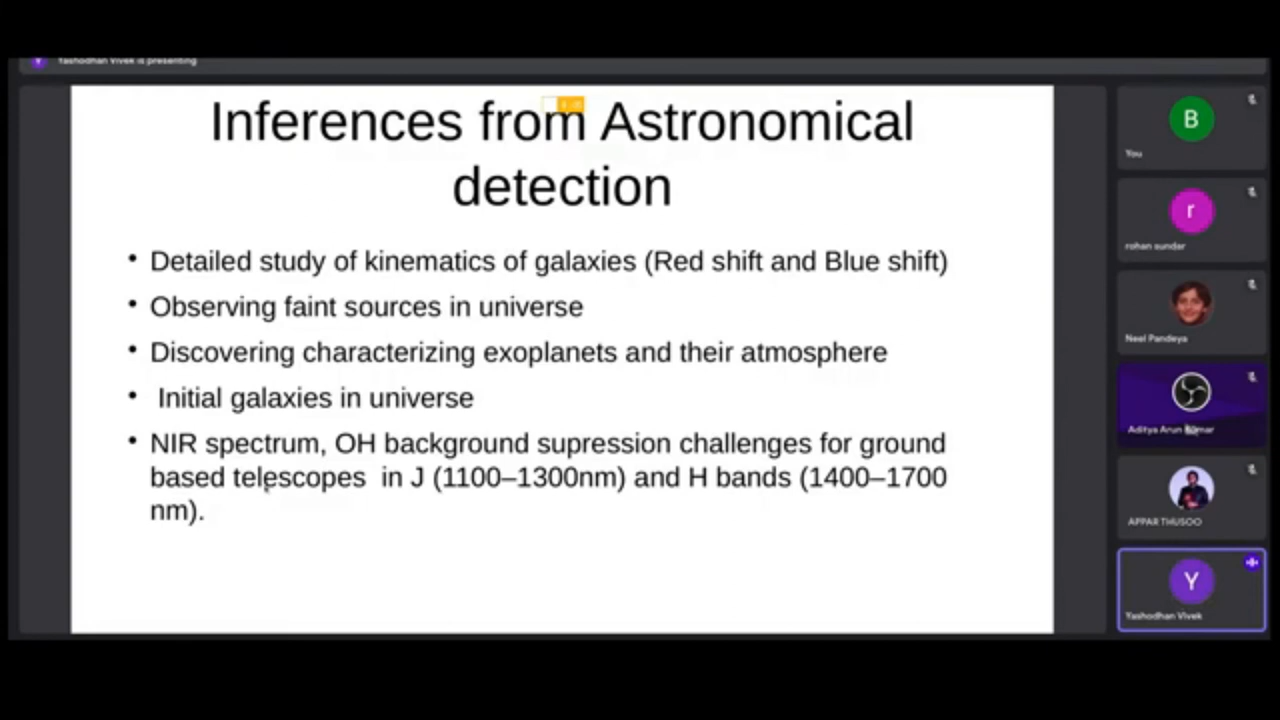 Yashodhan Vivek is presenting
Inferences from Astronomical
detection
• Detailed study of kinematics of galaxies (Red shift and Blue shift)
• Observing faint sources in universe
• Discovering characterizing exoplanets and their atmosphere
• Initial galaxies in universe
• NIR spectrum, OH background supression challenges for ground
based telescopes in J (1100–1300nm) and H bands (1400–1700
nm).
B
You
r
rohan sundar
Neel Pandeya
Aditya Arun Kumar
APPAR THUSOO
Y
Yashodhan Vivek